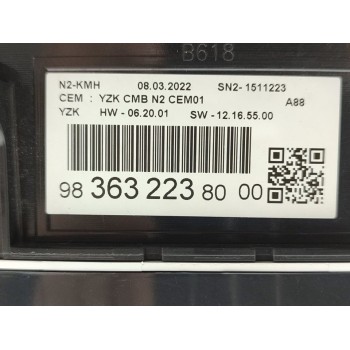 B618
N2-KMH 08.03.2022 SN2- 1511223
CEM : YZK CMB N2 CEM01 A88
YZK HW - 06.20.01 SW - 12.16.55.00
98 363 223 80 00